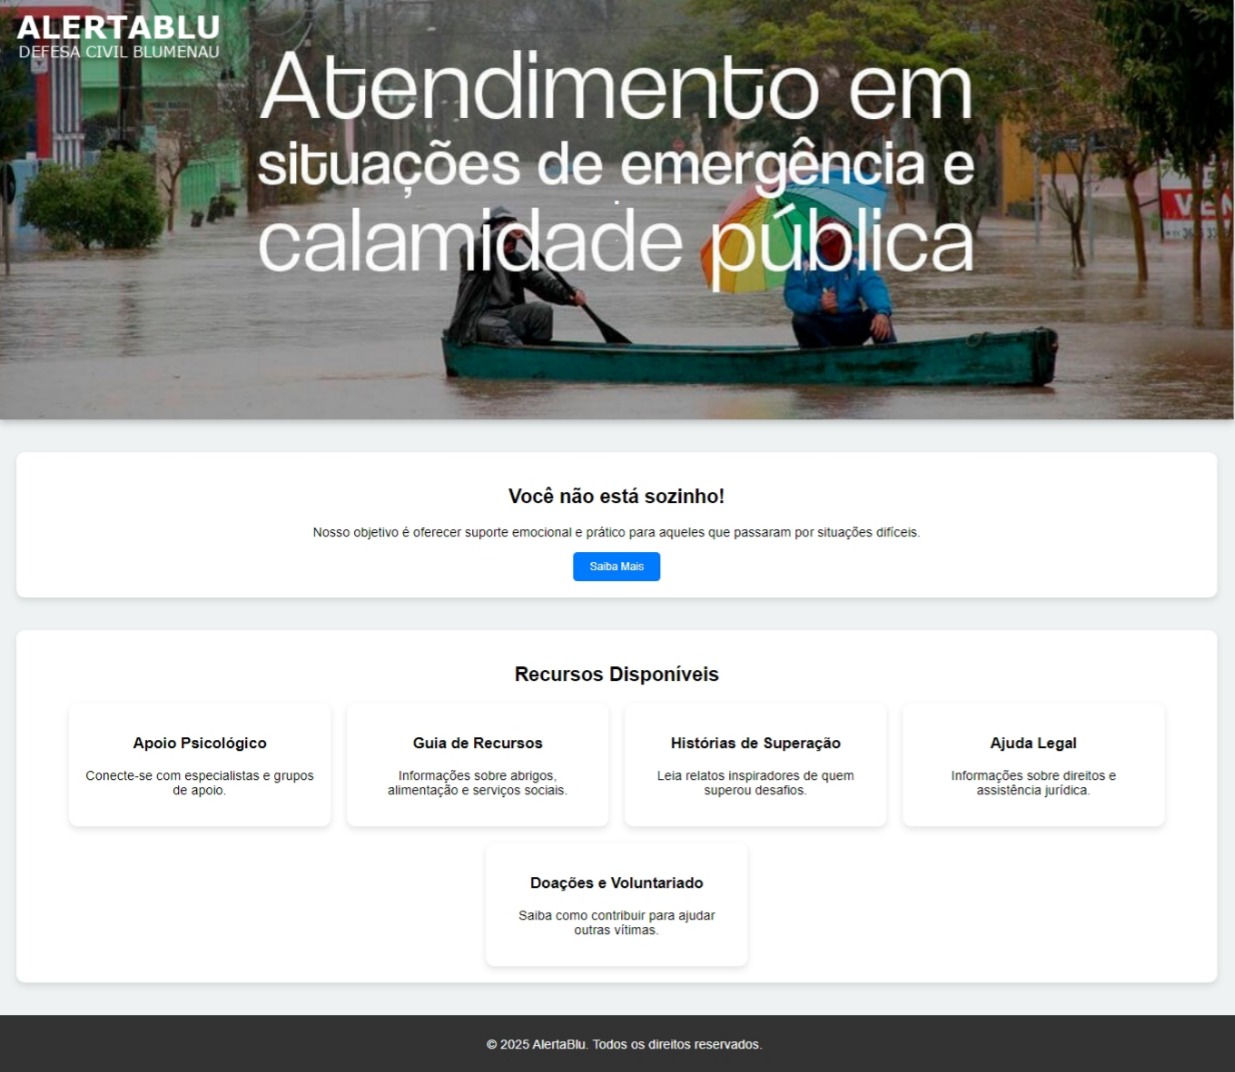 ALERTABLU
DEFESA CIVIL BLUMENAU
Atendimento em
situações de emergência e
calamidade pública
VEN
Você não está sozinho!
Nosso objetivo é oferecer suporte emocional e prático para aqueles que passaram por situações difíceis.
Saiba Mais
Recursos Disponíveis
Apoio Psicológico
Conecte-se com especialistas e grupos
de apoio.
Guia de Recursos
Informações sobre abrigos,
alimentação e serviços sociais.
Histórias de Superação
Leia relatos inspiradores de quem
superou desafios.
Ajuda Legal
Informações sobre direitos e
assistência jurídica.
Doações e Voluntariado
Saiba como contribuir para ajudar
outras vítimas.
© 2025 AlertaBlu. Todos os direitos reservados.